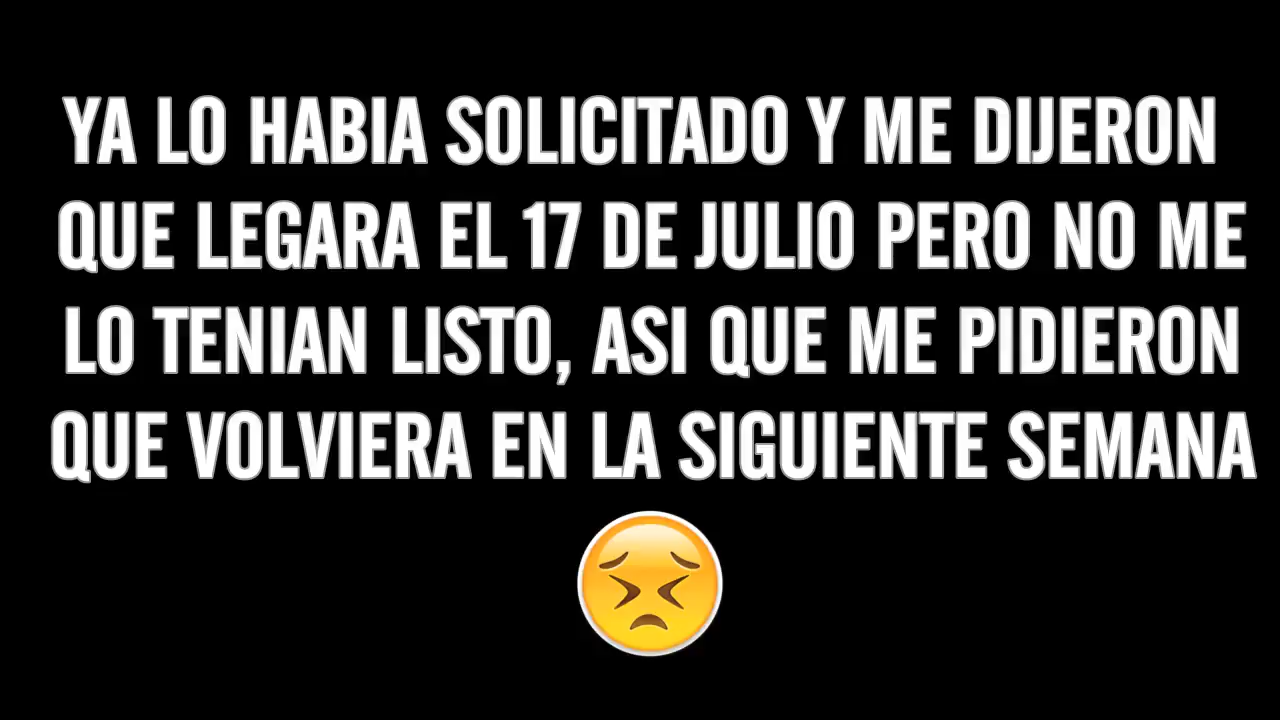 YA LO HABIA SOLICITADO Y ME DIJERON
QUE LEGARA EL 17 DE JULIO PERO NO ME
LO TENIAN LISTO, ASI QUE ME PIDIERON
QUE VOLVIERA EN LA SIGUIENTE SEMANA